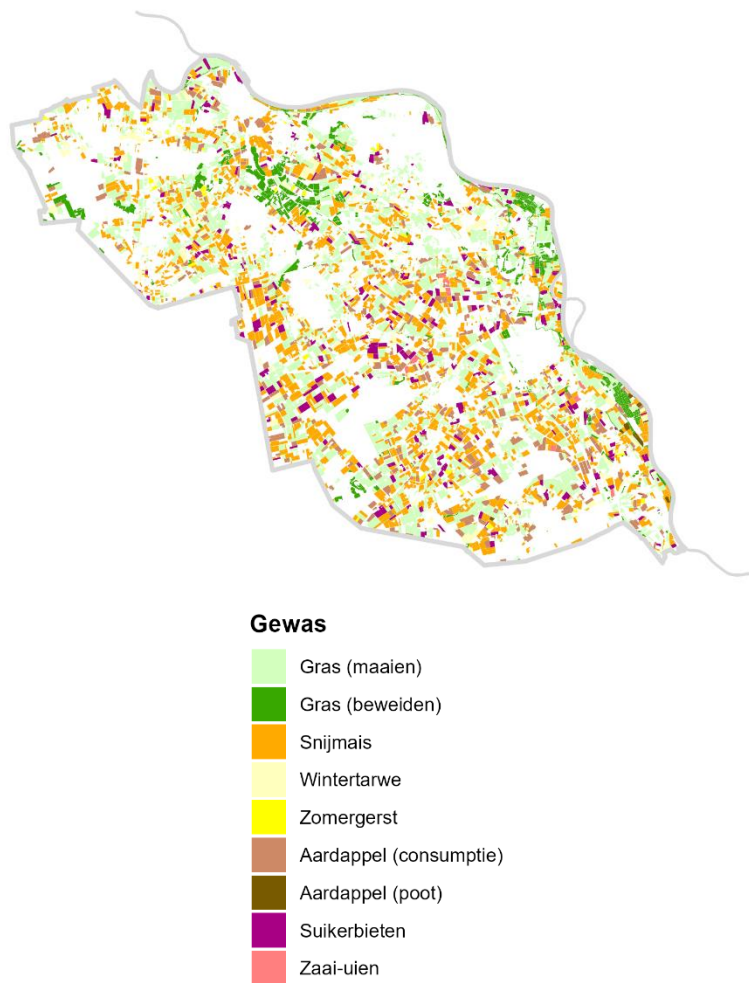 Gewas
Gras (maaien)
Gras (beweiden)
Snijmais
Wintertarwe
Zomergerst
Aardappel (consumptie)
Aardappel (poot)
Suikerbieten
Zaai-uien